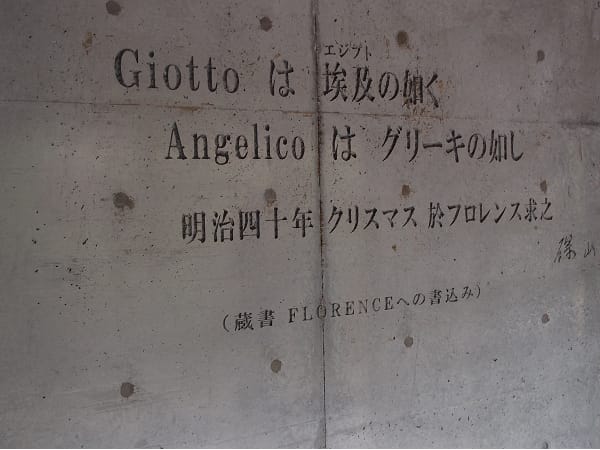 エジプト
Giotto は 埃及の如く
Angelico は グリーキの如し
明治四十年 クリスマス 於フロレンス求之
碌山
(蔵書 FLORENCEへの書込み)